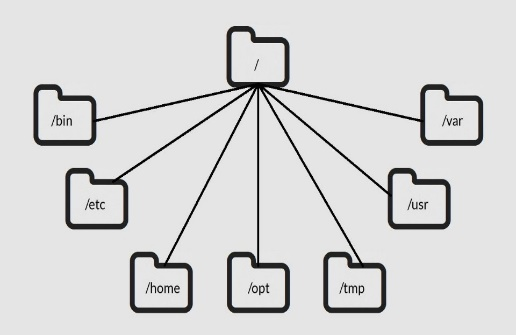 /
/bin
/var
/etc
/usr
/home
/opt
/tmp